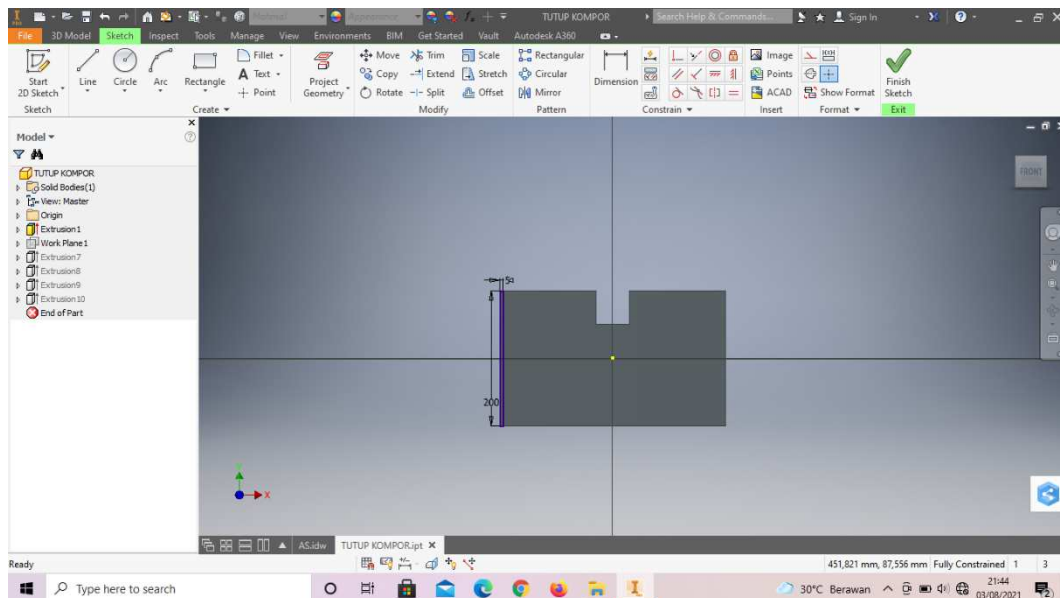 Material
Appearance
TUTUP KOMPOR
Search Help & Commands...
Sign In
File 3D Model Sketch Inspect Tools Manage View Environments BIM Get Started Vault Autodesk A360
Start 2D Sketch
Line
Circle
Arc
Rectangle
Fillet
Text
Point
Project Geometry
Move Trim Scale
Copy Extend Stretch
Rotate Split Offset
Rectangular
Circular
Mirror
Dimension
Image
Points
ACAD
Show Format
Finish Sketch
Sketch Create Modify Pattern Constrain Insert Format Exit
Model
TUTUP KOMPOR
Solid Bodies(1)
View: Master
Origin
Extrusion1
Work Plane1
Extrusion7
Extrusion8
Extrusion9
Extrusion10
End of Part
FRONT
200
Y
X
AS.idw TUTUP KOMPOR.ipt
Ready
451,821 mm, 87,556 mm Fully Constrained 1 3
Type here to search
30°C Berawan
21:44
03/08/2021